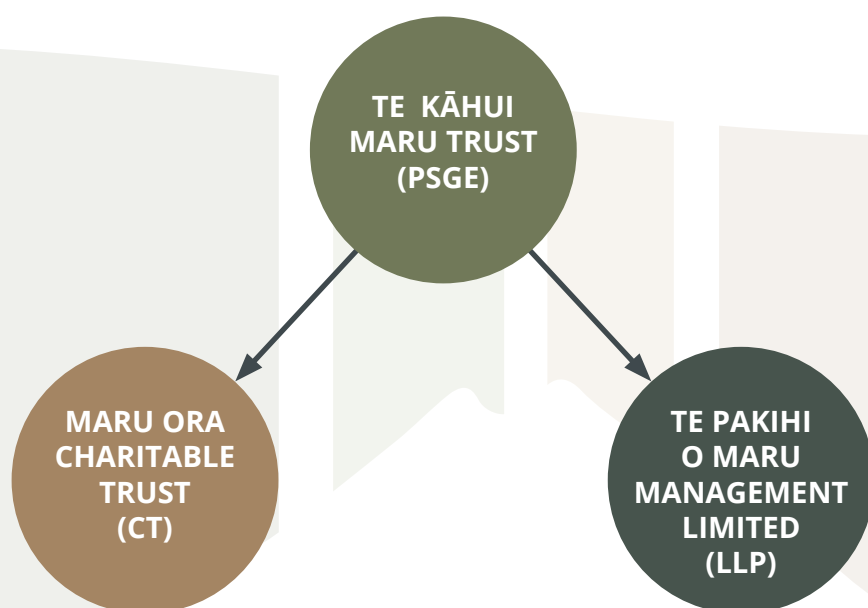 TE KĀHUI
MARU TRUST
(PSGE)
MARU ORA
CHARITABLE
TRUST
(CT)
TE PAKIHI
O MARU
MANAGEMENT
LIMITED
(LLP)